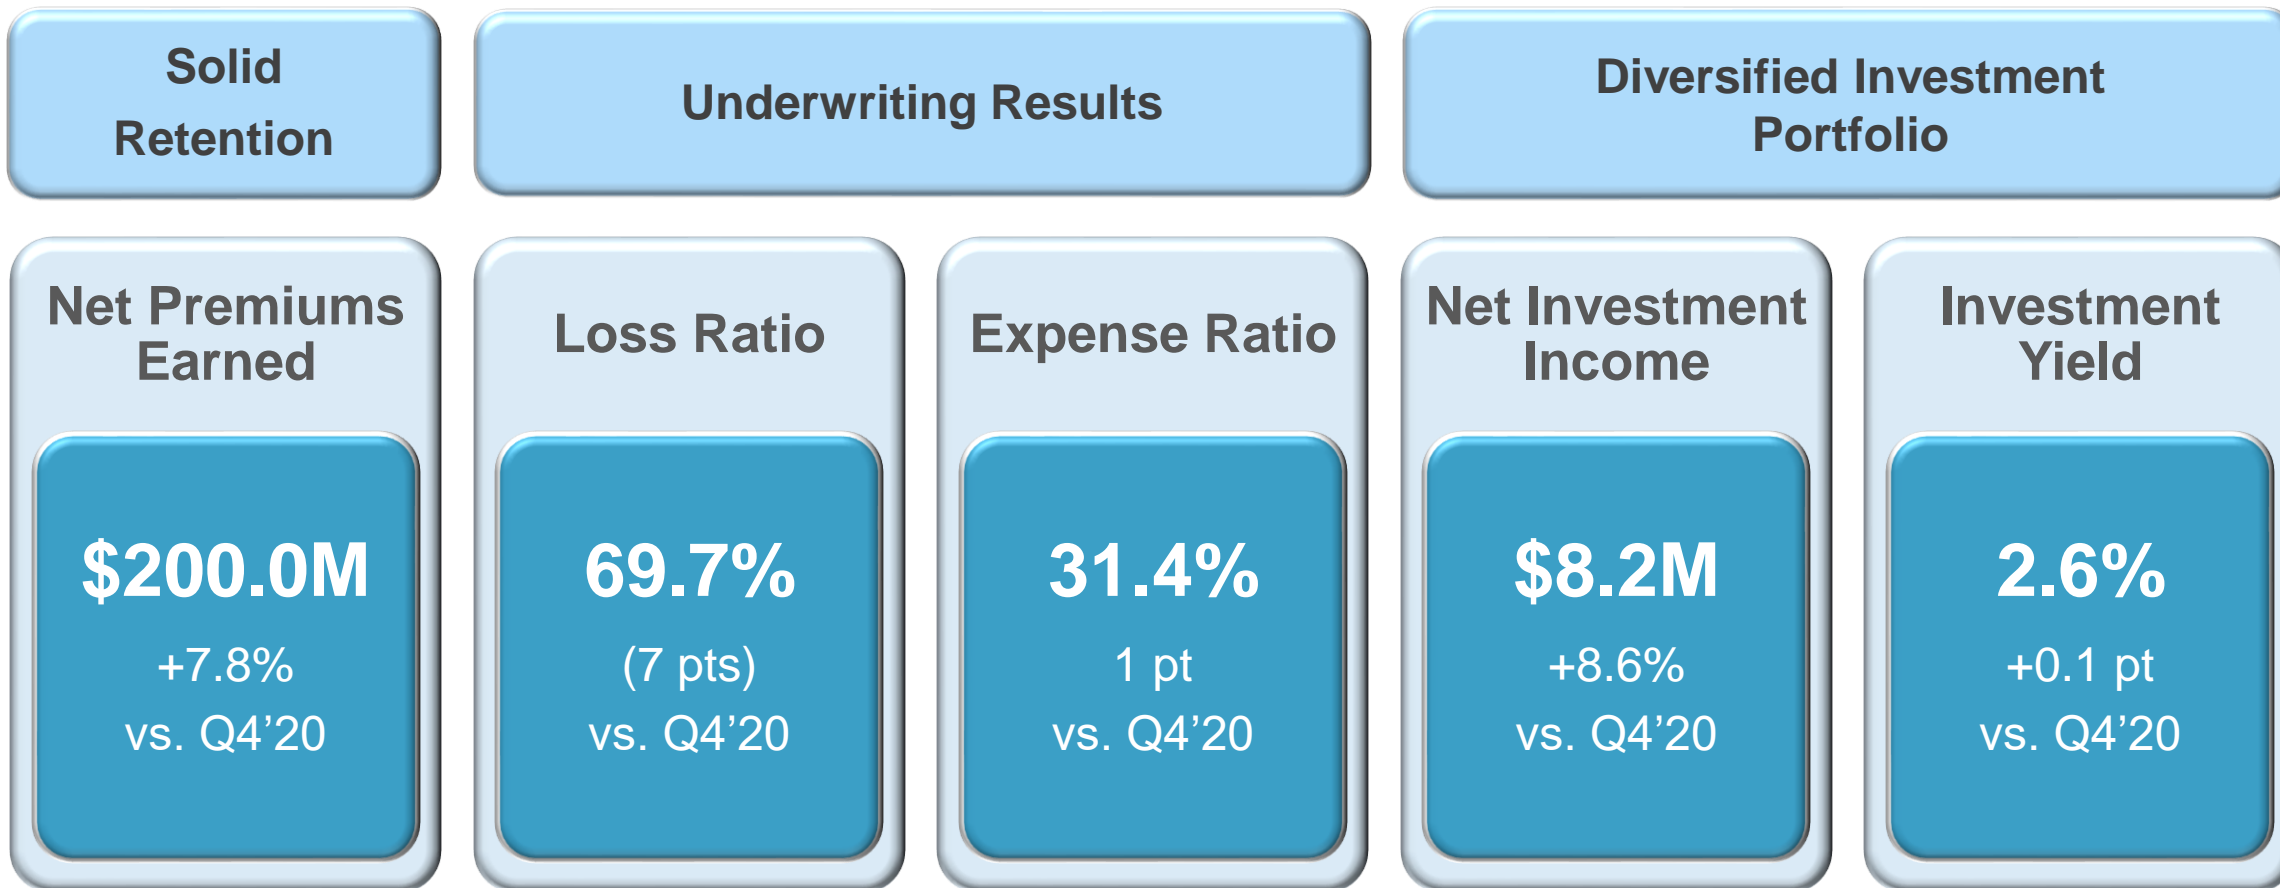 Solid
Retention
Underwriting Results
Diversified Investment
Portfolio
Net Premiums
Earned
$200.0M
+7.8%
vs. Q4’20
Loss Ratio
69.7%
(7 pts)
vs. Q4’20
Expense Ratio
31.4%
1 pt
vs. Q4’20
Net Investment
Income
$8.2M
+8.6%
vs. Q4’20
Investment
Yield
2.6%
+0.1 pt
vs. Q4’20